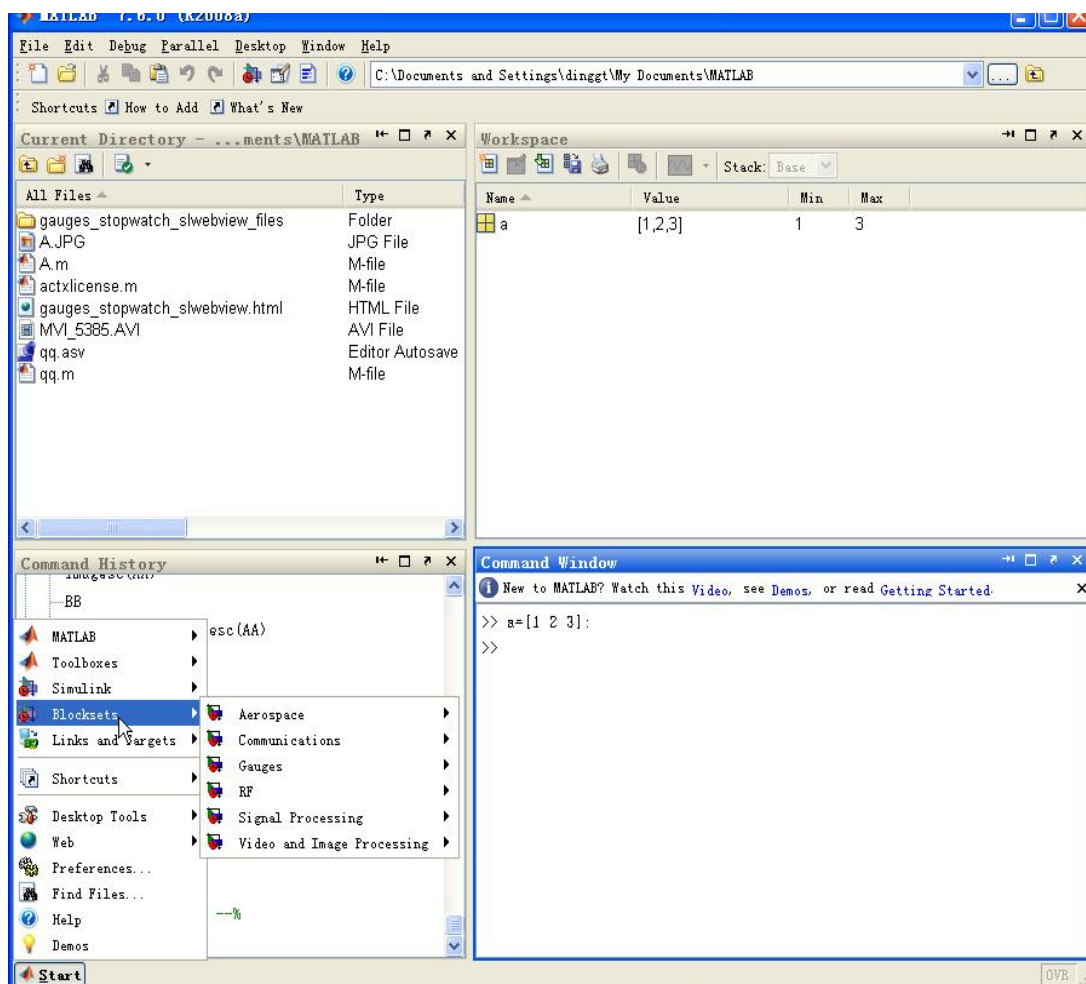 MATLAB 7.6.0 (R2008a)
File Edit Debug Parallel Desktop Window Help
C:\Documents and Settings\dinggt\My Documents\MATLAB
Shortcuts How to Add What's New
Current Directory - ...ments\MATLAB
All Files Type
gauges_stopwatch_slwebview_files Folder
A.JPG JPG File
A.m M-file
actxlicense.m M-file
gauges_stopwatch_slwebview.html HTML File
MVI_5385.AVI AVI File
qq.asv Editor Autosave
qq.m M-file
Workspace
Stack: Base
Name Value Min Max
a [1,2,3] 1 3
Command History
imagesc(AA)
BB
esc(AA)
--%
MATLAB
Toolboxes
Simulink
Blocksets
Links and Targets
Shortcuts
Desktop Tools
Web
Preferences...
Find Files...
Help
Demos
Aerospace
Communications
Gauges
RF
Signal Processing
Video and Image Processing
Command Window
New to MATLAB? Watch this Video, see Demos, or read Getting Started.
>> a=[1 2 3];
>>
Start
OVR